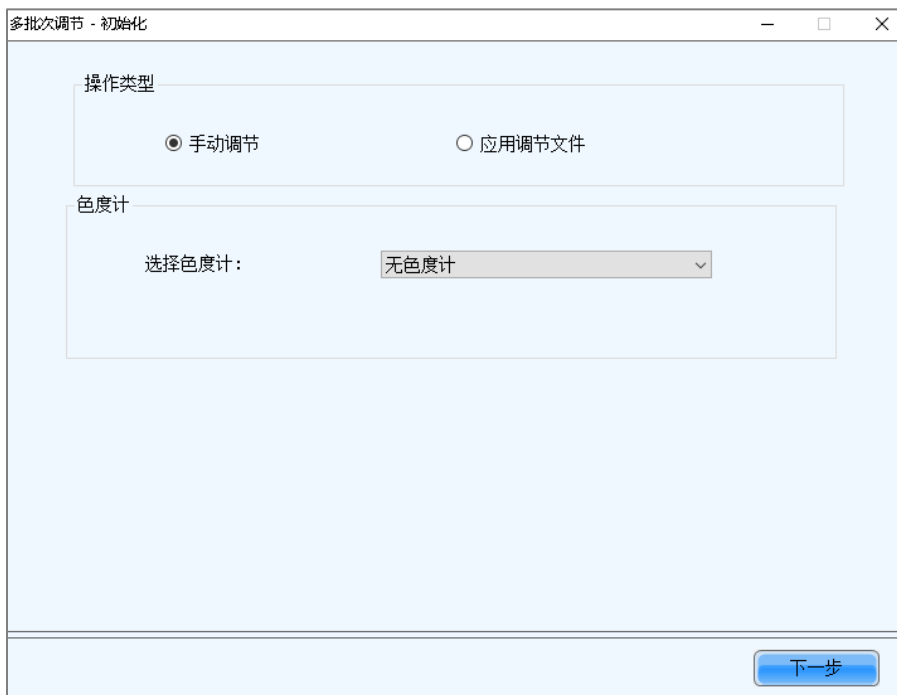 多批次调节 - 初始化
操作类型
手动调节
应用调节文件
色度计
选择色度计:
无色度计
下一步